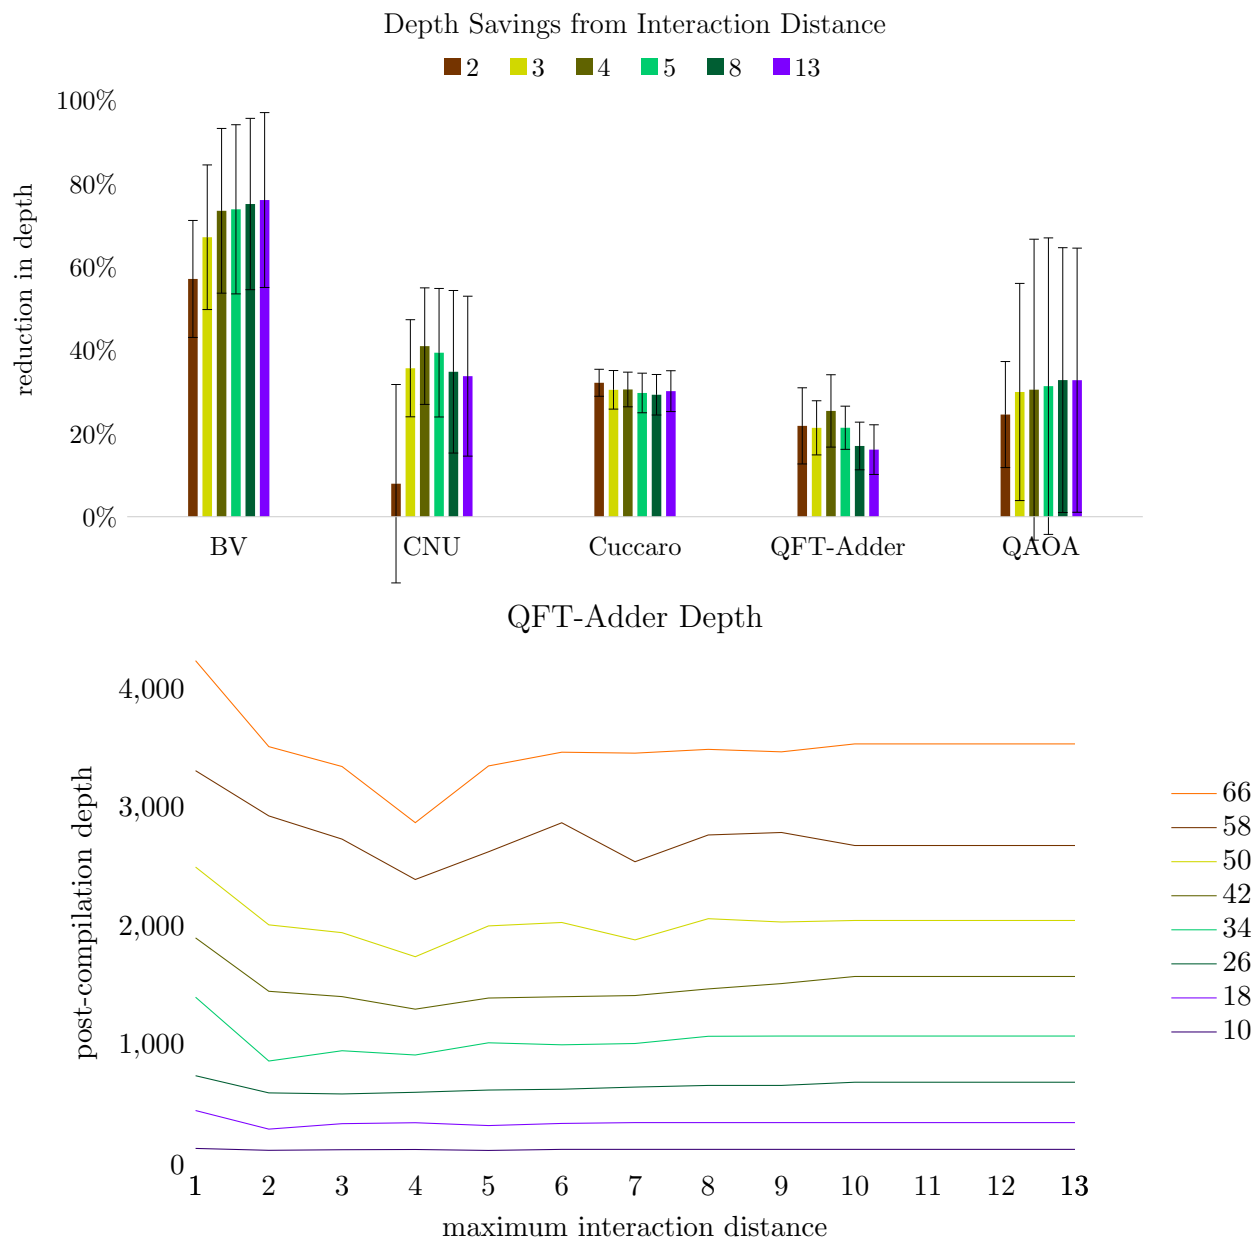 Depth Savings from Interaction Distance
2 3 4 5 8 13
100%
80%
60%
40%
20%
0%
reduction in depth
BV CNU Cuccaro QFT-Adder QAOA
QFT-Adder Depth
4,000
3,000
2,000
1,000
0
post-compilation depth
1 2 3 4 5 6 7 8 9 10 11 12 13
maximum interaction distance
66
58
50
42
34
26
18
10